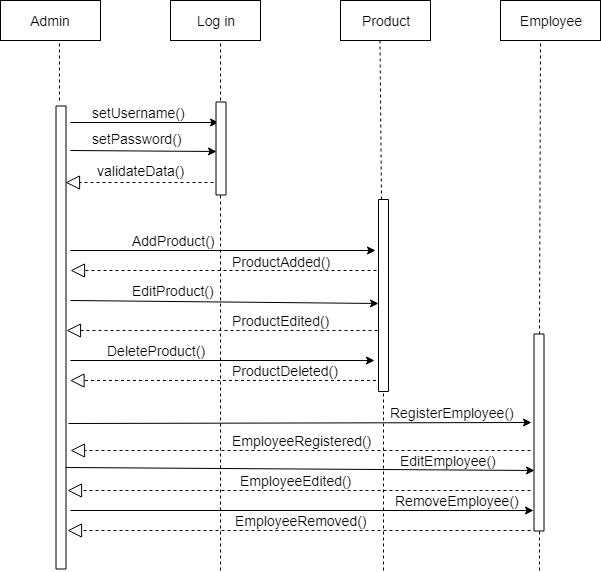 Admin
Log in
Product
Employee
setUsername()
setPassword()
validateData()
AddProduct()
ProductAdded()
EditProduct()
ProductEdited()
DeleteProduct()
ProductDeleted()
RegisterEmployee()
EmployeeRegistered()
EditEmployee()
EmployeeEdited()
RemoveEmployee()
EmployeeRemoved()